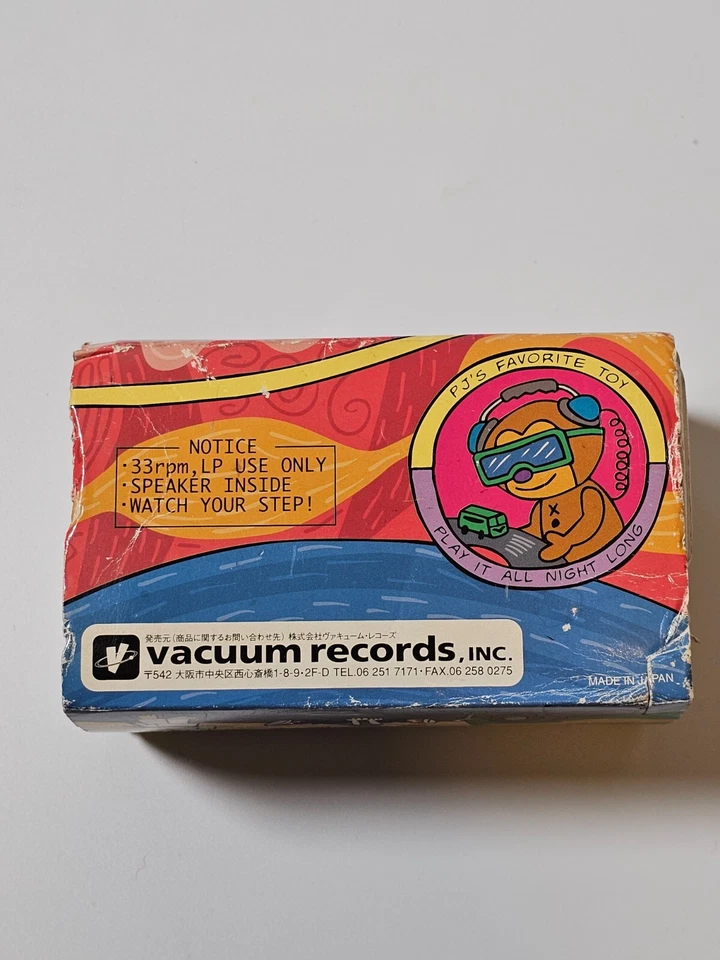 PJ'S FAVORITE TOY
PLAY IT ALL NIGHT LONG
NOTICE
・33rpm,LP USE ONLY
・SPEAKER INSIDE
・WATCH YOUR STEP!
発売元(商品に関するお問い合わせ先) 株式会社ヴァキューム・レコーズ
V vacuum records, INC.
〒542 大阪市中央区西心斎橋1-8-9・2F-D TEL.06 251 7171・FAX.06 258 0275
MADE IN JAPAN